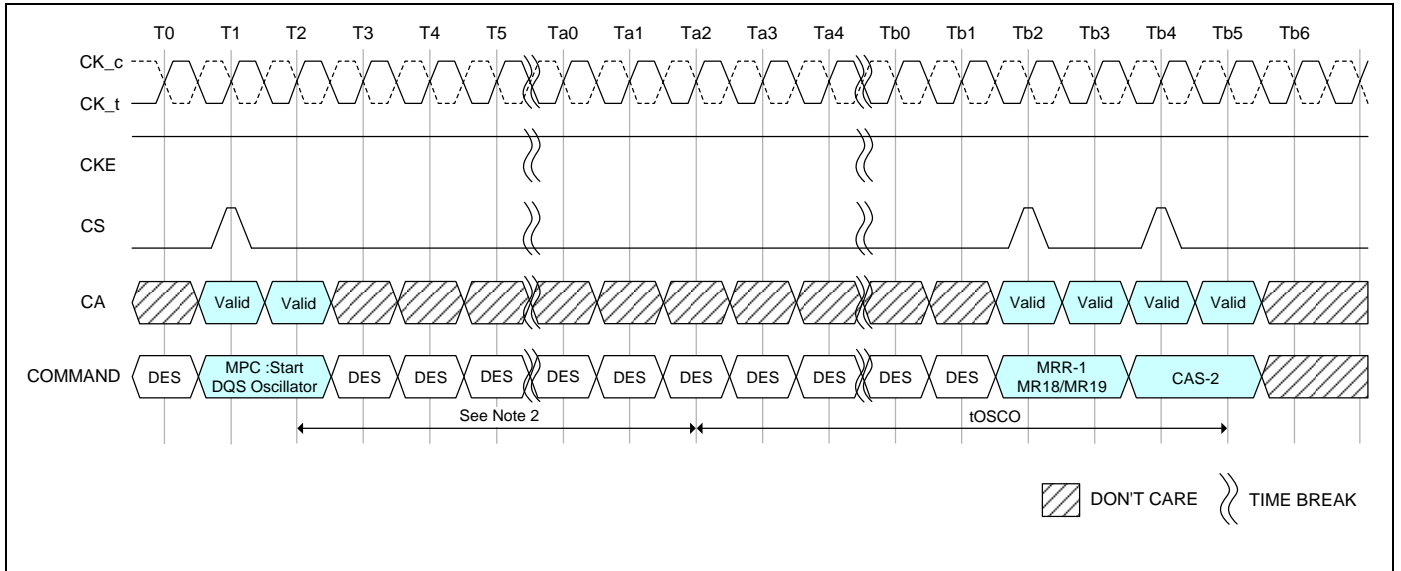 T0 T1 T2 T3 T4 T5 Ta0 Ta1 Ta2 Ta3 Ta4 Tb0 Tb1 Tb2 Tb3 Tb4 Tb5 Tb6
CK_c
CK_t
CKE
CS
CA Valid Valid Valid Valid Valid Valid
COMMAND DES MPC :Start DES DES DES DES DES DES DES DES DES DES MRR-1 CAS-2
DQS Oscillator MR18/MR19
See Note 2 tOSCO
DON'T CARE TIME BREAK